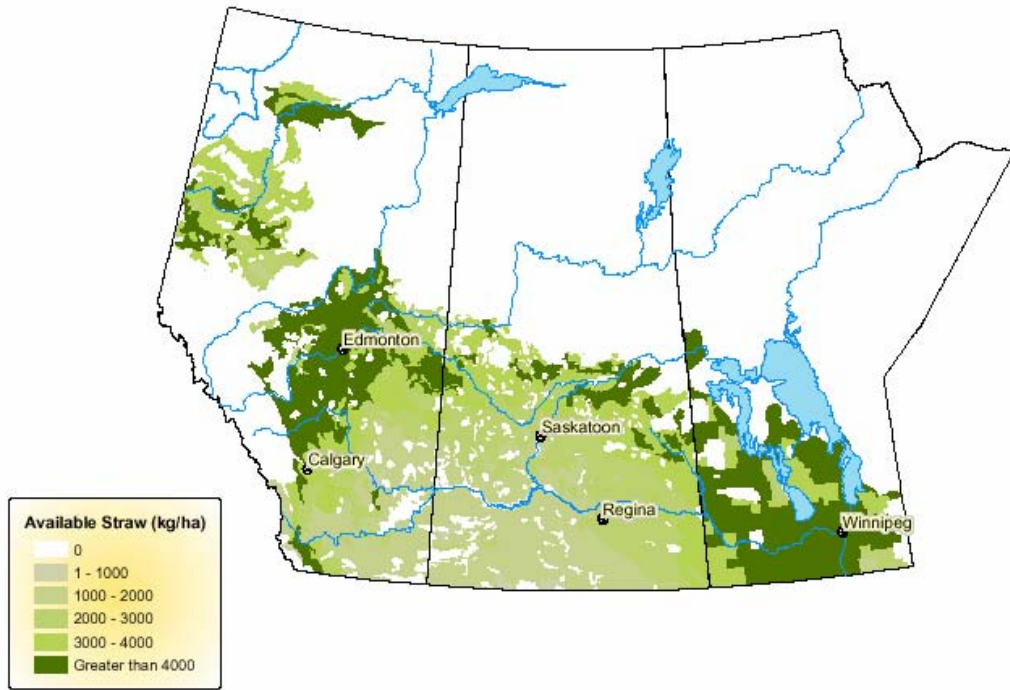 Edmonton
Saskatoon
Calgary
Regina
Winnipeg
Available Straw (kg/ha)
0
1 - 1000
1000 - 2000
2000 - 3000
3000 - 4000
Greater than 4000